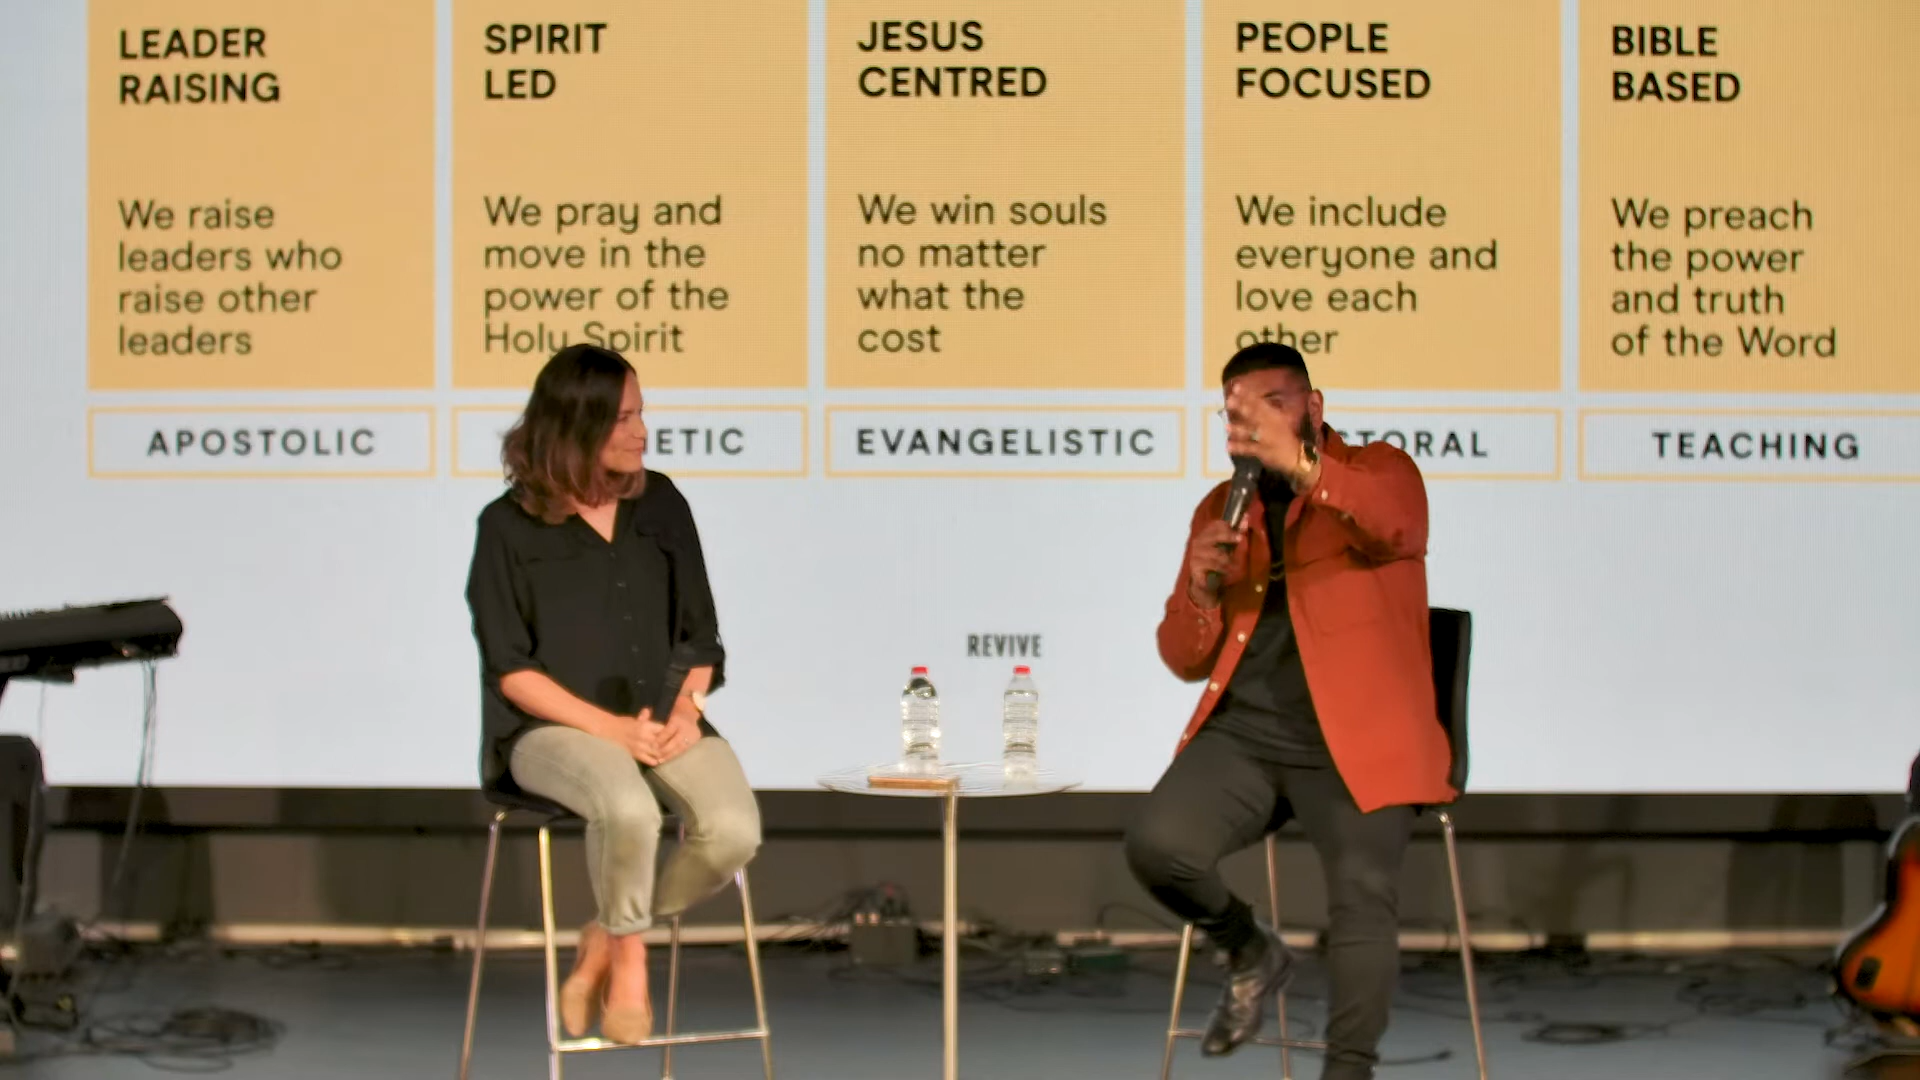 LEADER
RAISING
We raise
leaders who
raise other
leaders
APOSTOLIC
SPIRIT
LED
We pray and
move in the
power of the
Holy Spirit
JESUS
CENTRED
We win souls
no matter
what the
cost
EVANGELISTIC
PEOPLE
FOCUSED
We include
everyone and
love each
other
BIBLE
BASED
We preach
the power
and truth
of the Word
TEACHING
REVIVE